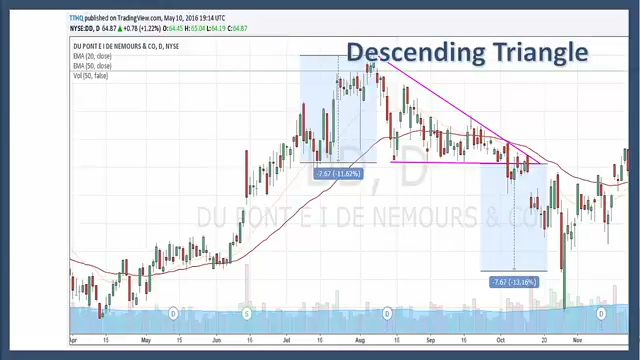 TTHQ published on TradingView.com, May 10, 2016 19:14 UTC
NYSE:DD, D 64.87 ▲ +0.78 (+1.22%) O:64.45 H:65.04 L:64.19 C:64.87
DU PONT E I DE NEMOURS & CO, D, NYSE
EMA (20, close)
EMA (50, close)
Vol (50, false)
Descending Triangle
-7.67 (-11.62%)
DD, D
DU PONT E I DE NEMOURS & CO,
-7.67 (-13.16%)
D S D D
Apr 15 May 15 Jun 15 Jul 15 Aug 17 Sep 15 Oct 20 Nov